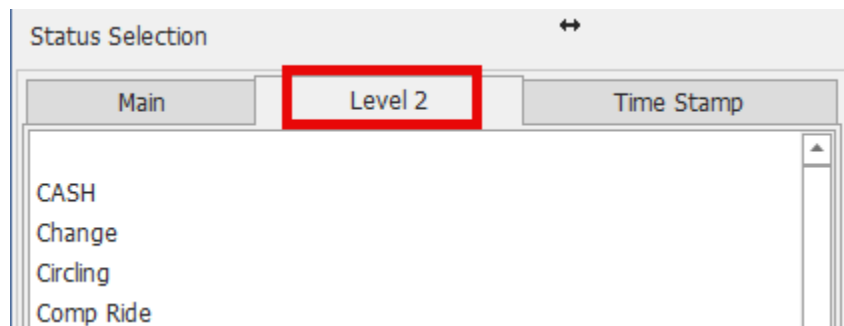 Status Selection
Main Level 2 Time Stamp
CASH
Change
Circling
Comp Ride